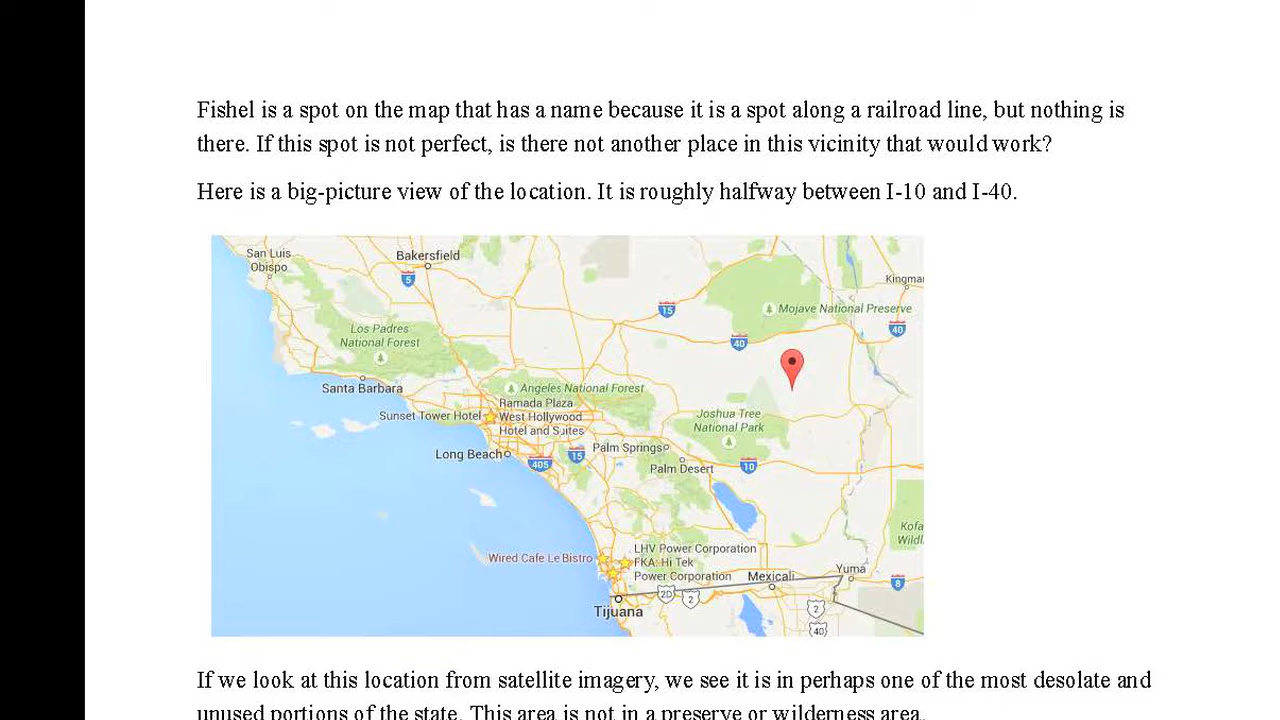 Fishel is a spot on the map that has a name because it is a spot along a railroad line, but nothing is
there. If this spot is not perfect, is there not another place in this vicinity that would work?
Here is a big-picture view of the location. It is roughly halfway between I-10 and I-40.
San Luis
Obispo
Bakersfield
5
15
Mojave National Preserve
Kingman
40
40
Los Padres
National Forest
Santa Barbara
Angeles National Forest
Sunset Tower Hotel
Ramada Plaza
West Hollywood
Hotel and Suites
Joshua Tree
National Park
Long Beach
405
15
Palm Springs
Palm Desert
10
Kofa
Wildl
Wired Cafe Le Bistro
LHV Power Corporation
FKA: Hi Tek
Power Corporation
Mexicali
Yuma
8
2D
2
2
40
Tijuana
If we look at this location from satellite imagery, we see it is in perhaps one of the most desolate and
unused portions of the state. This area is not in a preserve or wilderness area.